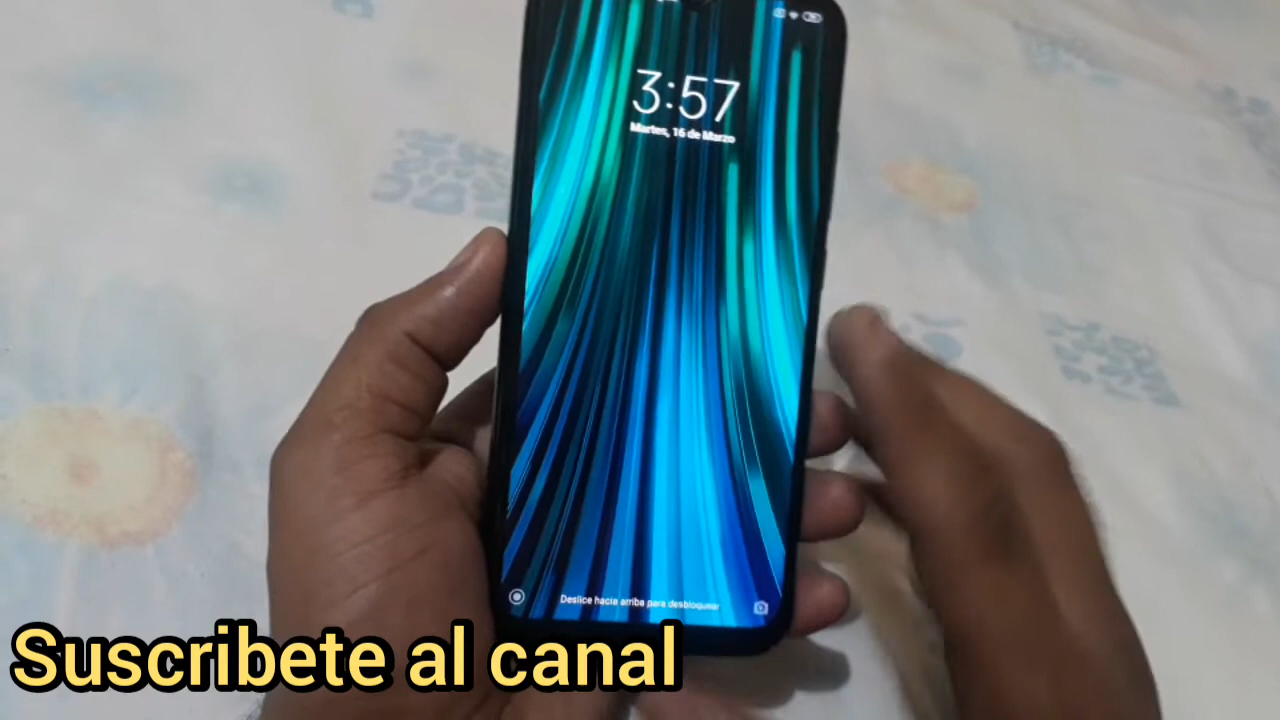 3:57
Martes, 16 de Marzo
Deslice hacia arriba para desbloquear
Suscribete al canal